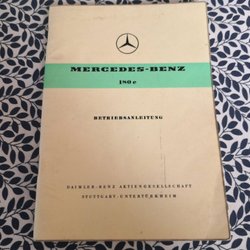 MERCEDES-BENZ
180 c
BETRIEBSANLEITUNG
DAIMLER-BENZ AKTIENGESELLSCHAFT
STUTTGART-UNTERTÜRKHEIM